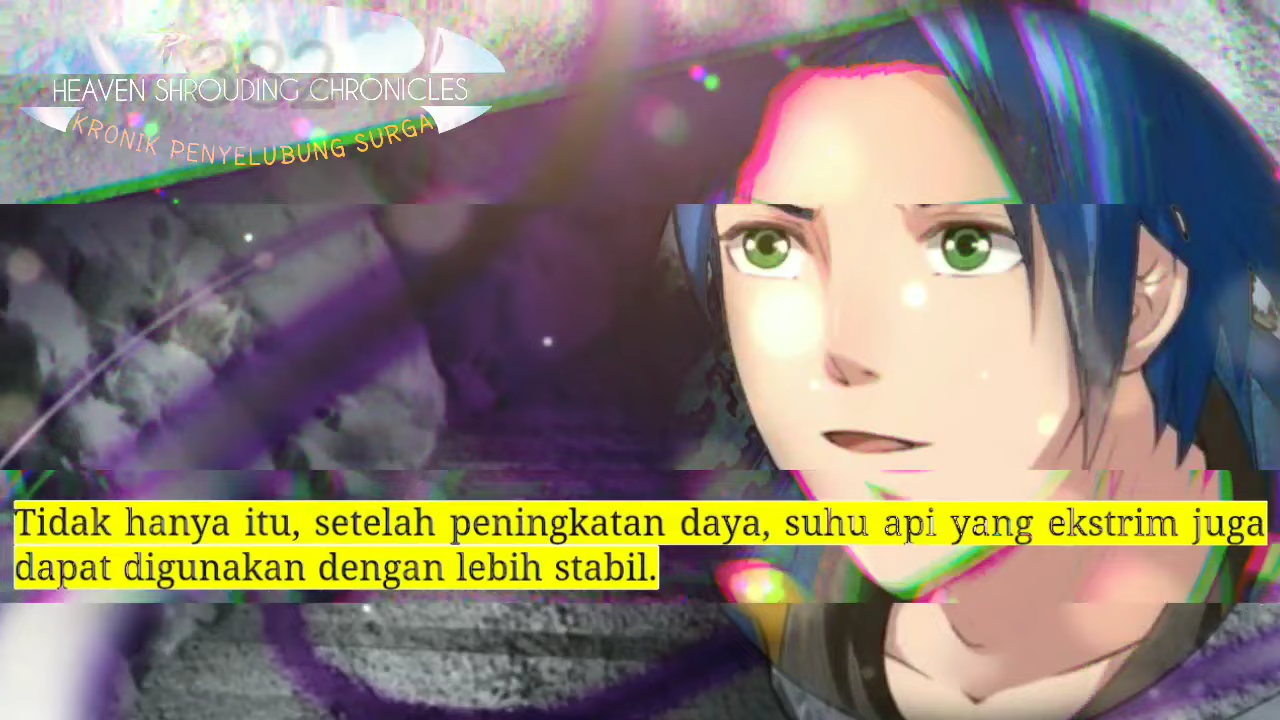 282
HEAVEN SHROUDING CHRONICLES
KRONIK PENYELUBUNG SURGA
Tidak hanya itu, setelah peningkatan daya, suhu api yang ekstrim juga
dapat digunakan dengan lebih stabil.